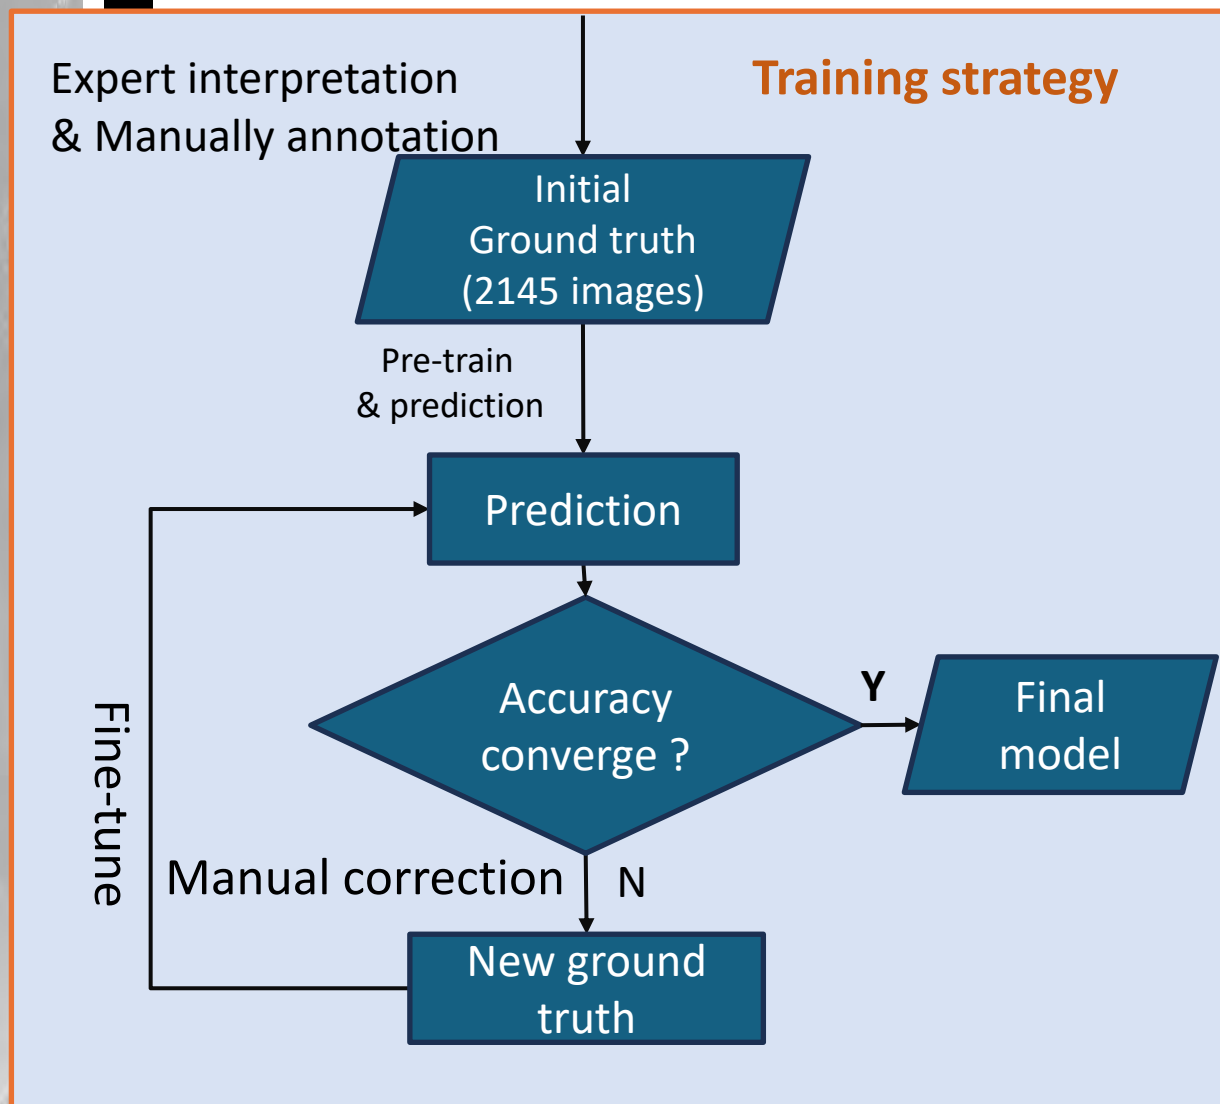 Expert interpretation
& Manually annotation
Training strategy
Initial
Ground truth
(2145 images)
Pre-train
& prediction
Prediction
Accuracy
converge ?
Y
Final
model
Fine-tune
Manual correction
N
New ground
truth